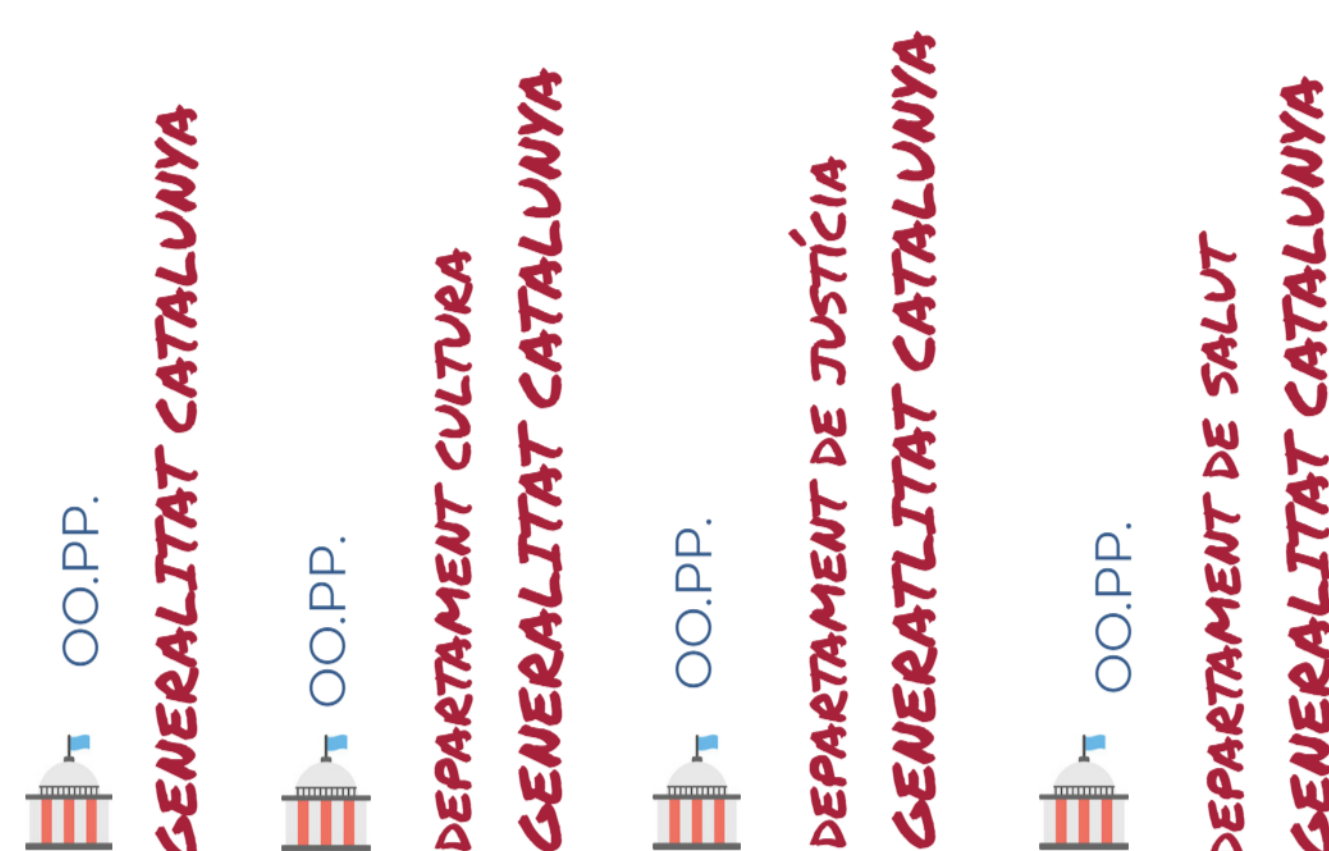 OO.PP.
GENERALITAT CATALUNYA
OO.PP.
DEPARTAMENT CULTURA
GENERALITAT CATALUNYA
OO.PP.
DEPARTAMENT DE JUSTÍCIA
GENERATLITAT CATALUNYA
OO.PP.
DEPARTAMENT DE SALUT
GENERALITAT CATALUNYA